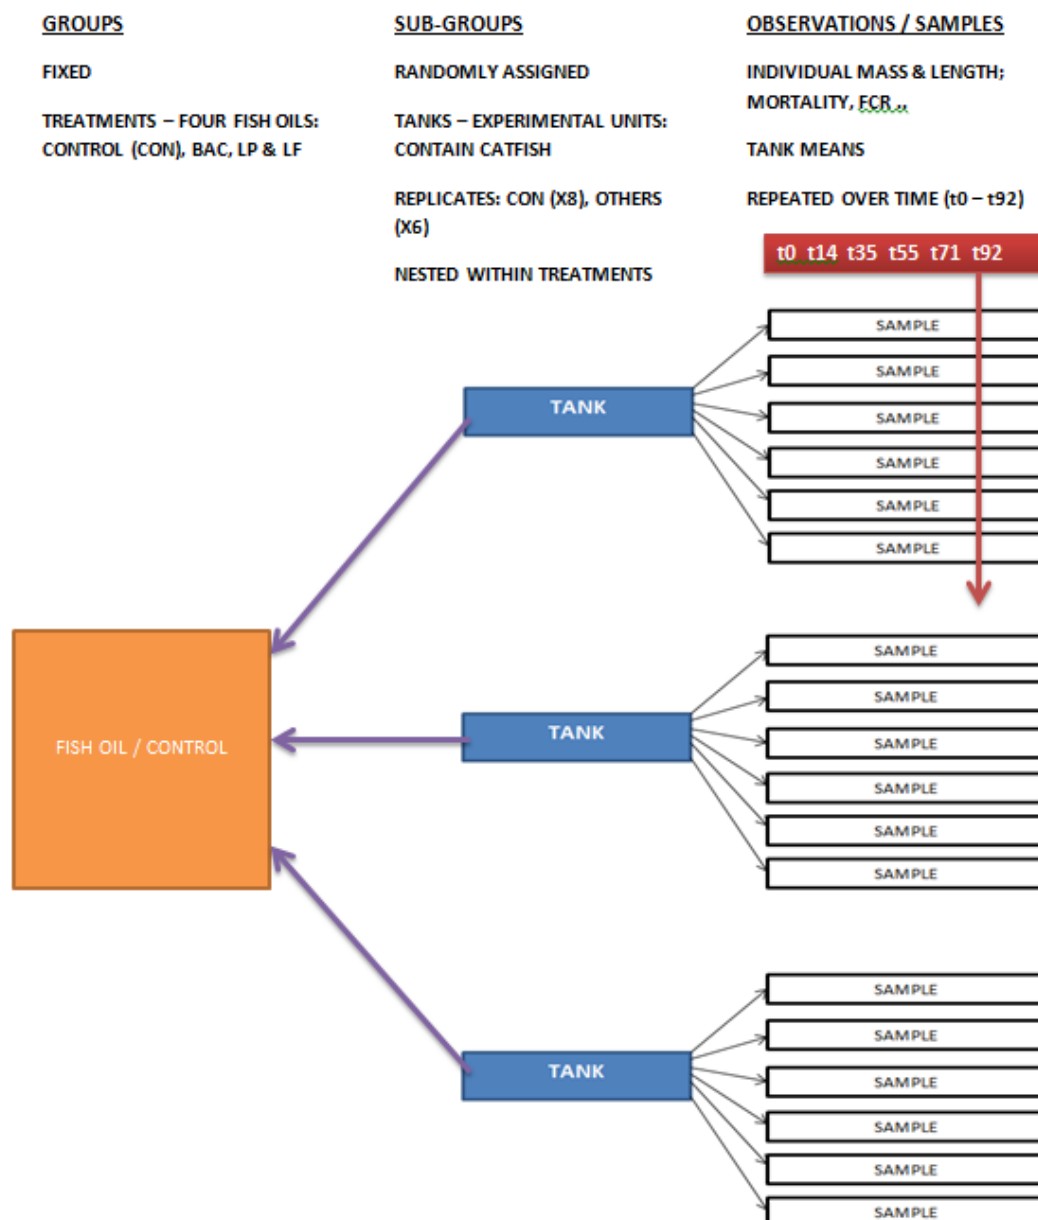 GROUPS
FIXED
TREATMENTS – FOUR FISH OILS:
CONTROL (CON), BAC, LP & LF
SUB-GROUPS
RANDOMLY ASSIGNED
TANKS – EXPERIMENTAL UNITS:
CONTAIN CATFISH
REPLICATES: CON (X8), OTHERS
(X6)
NESTED WITHIN TREATMENTS
OBSERVATIONS / SAMPLES
INDIVIDUAL MASS & LENGTH;
MORTALITY, FCR ..
TANK MEANS
REPEATED OVER TIME (t0 – t92)
t0 t14 t35 t55 t71 t92
TANK
SAMPLE
SAMPLE
SAMPLE
SAMPLE
SAMPLE
SAMPLE
FISH OIL / CONTROL
TANK
SAMPLE
SAMPLE
SAMPLE
SAMPLE
SAMPLE
SAMPLE
TANK
SAMPLE
SAMPLE
SAMPLE
SAMPLE
SAMPLE
SAMPLE